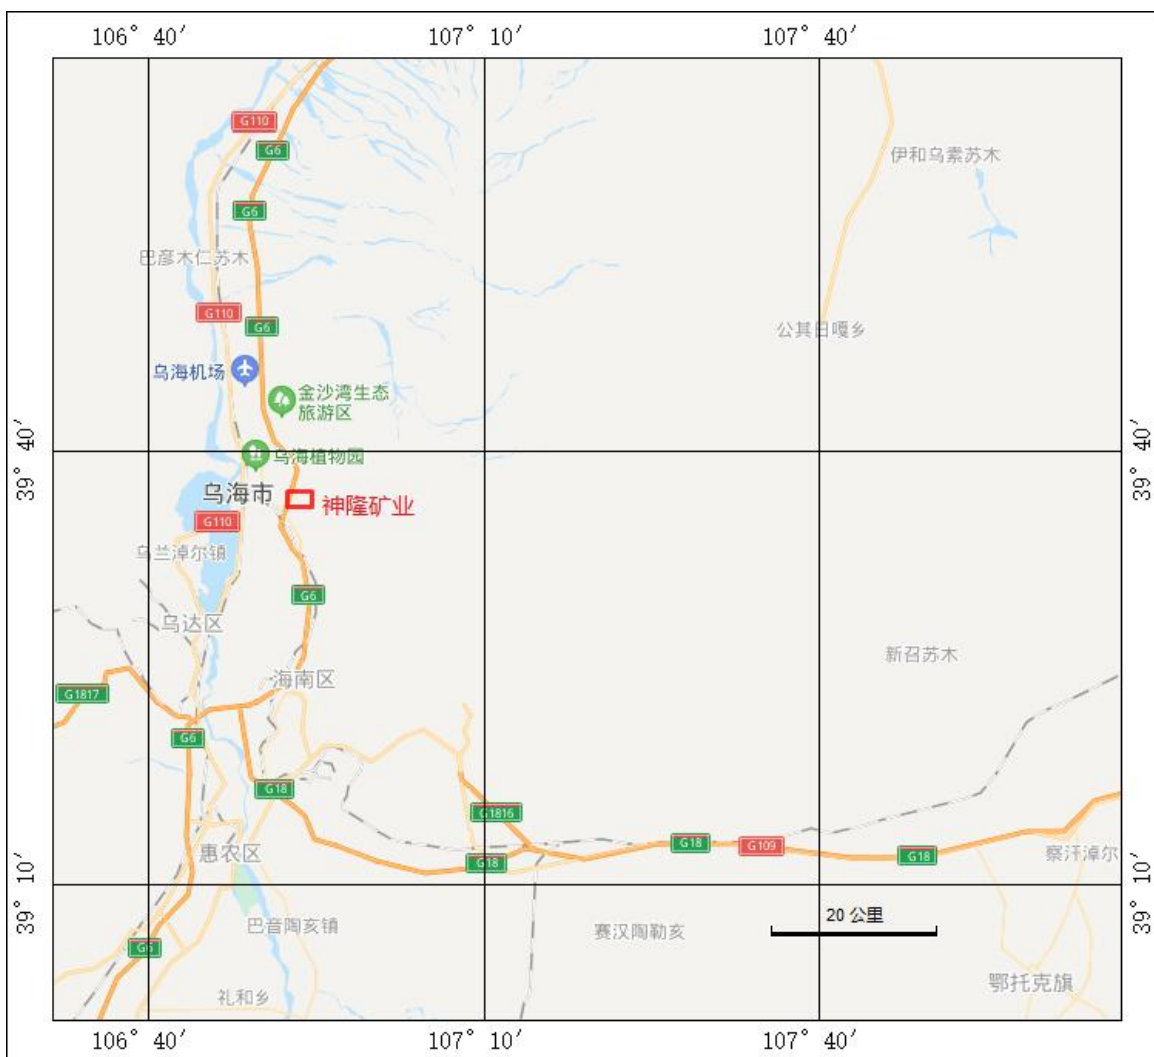 106° 40′
107° 10′
107° 40′
G110
G6
伊和乌素苏木
G6
巴彦木仁苏木
G110
G6
公其日嘎乡
乌海机场
金沙湾生态
旅游区
39° 40′
39° 40′
乌海植物园
乌海市
神隆矿业
G110
乌兰淖尔镇
G6
乌达区
新召苏木
海南区
G1817
G6
G18
G1816
G18
G109
惠农区
G18
G18
察汗淖尔
39° 10′
39° 10′
20 公里
巴音陶亥镇
赛汉陶勒亥
G6
鄂托克旗
礼和乡
106° 40′
107° 10′
107° 40′